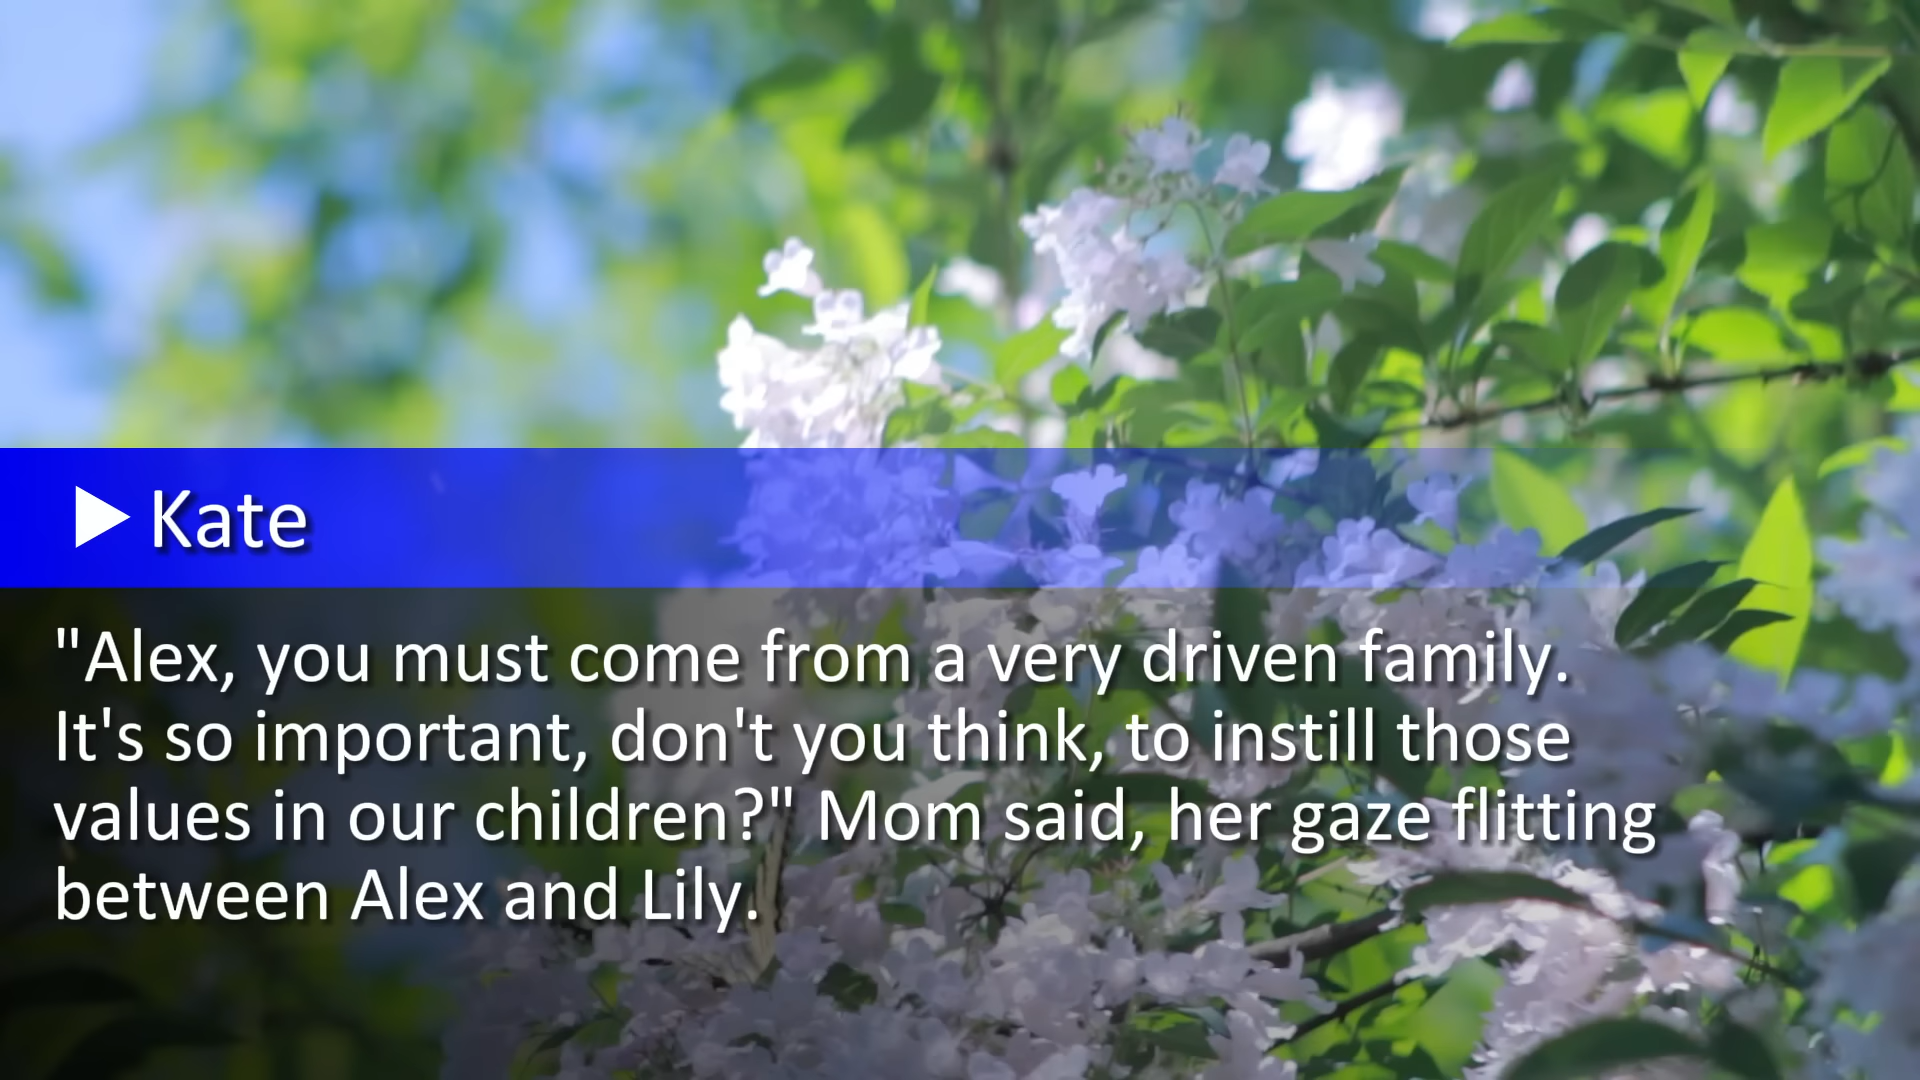 Kate
"Alex, you must come from a very driven family.
It's so important, don't you think, to instill those
values in our children?" Mom said, her gaze flitting
between Alex and Lily.